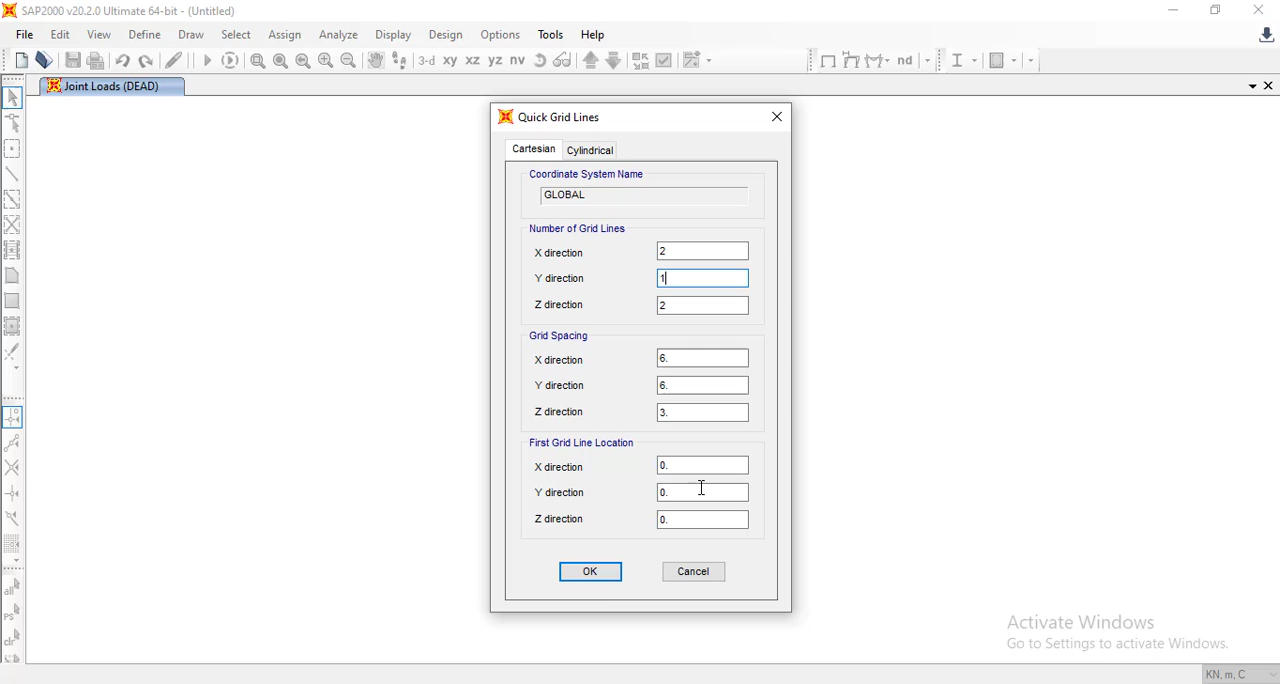 SAP2000 v20.2.0 Ultimate 64-bit - (Untitled)
File Edit View Define Draw Select Assign Analyze Display Design Options Tools Help
3-d xy xz yz nv nd
Joint Loads (DEAD)
Quick Grid Lines
Cartesian Cylindrical
Coordinate System Name
GLOBAL
Number of Grid Lines
X direction 2
Y direction 1
Z direction 2
Grid Spacing
X direction 6.
Y direction 6.
Z direction 3.
First Grid Line Location
X direction 0.
Y direction 0.
Z direction 0.
OK Cancel
all
ps
clr
Activate Windows
Go to Settings to activate Windows.
KN, m, C